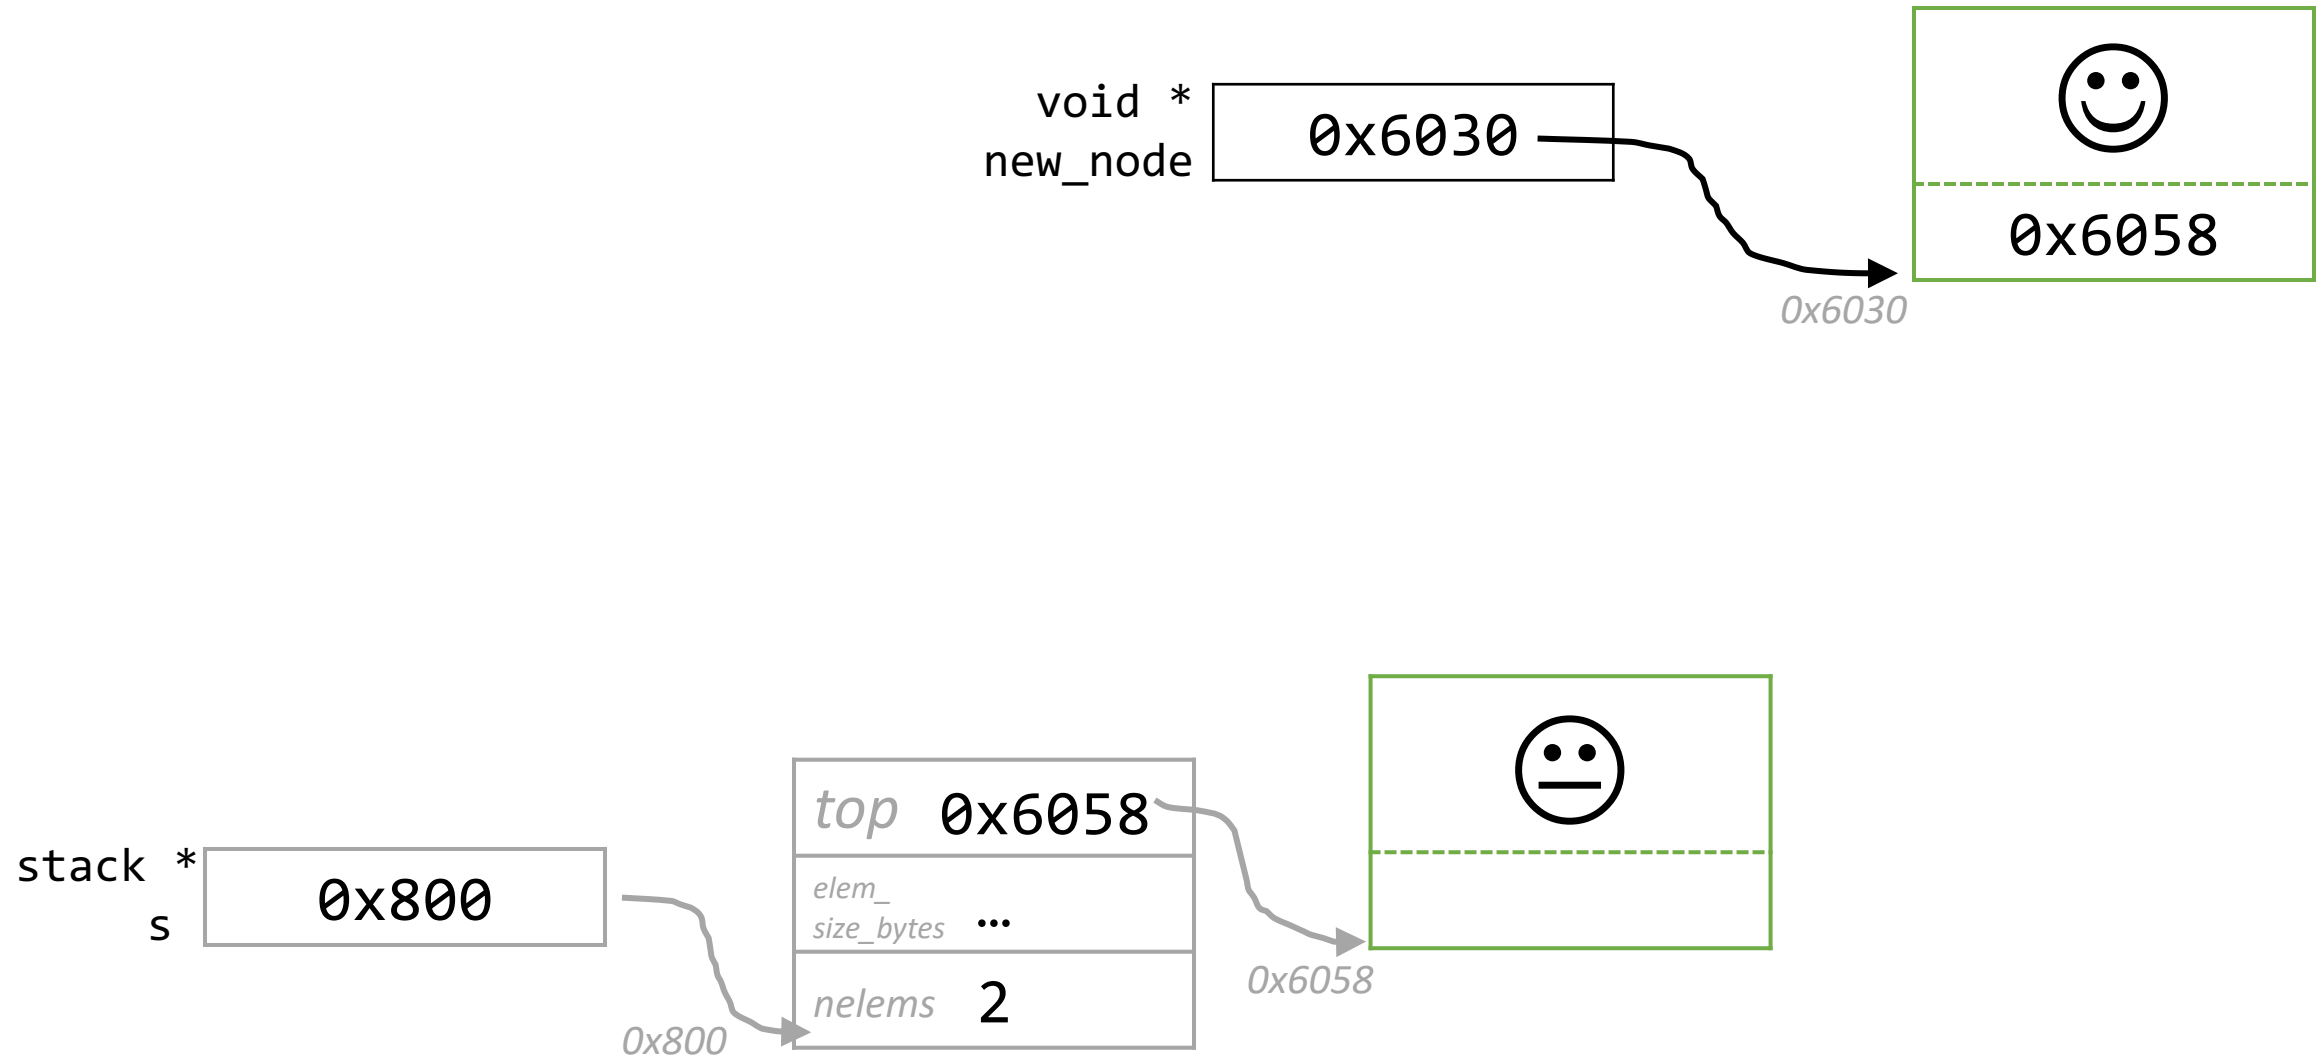 void *
new_node
0x6030
0x6058
0x6030
stack *
s
0x800
0x800
top 0x6058
elem_
size_bytes …
nelems 2
0x6058